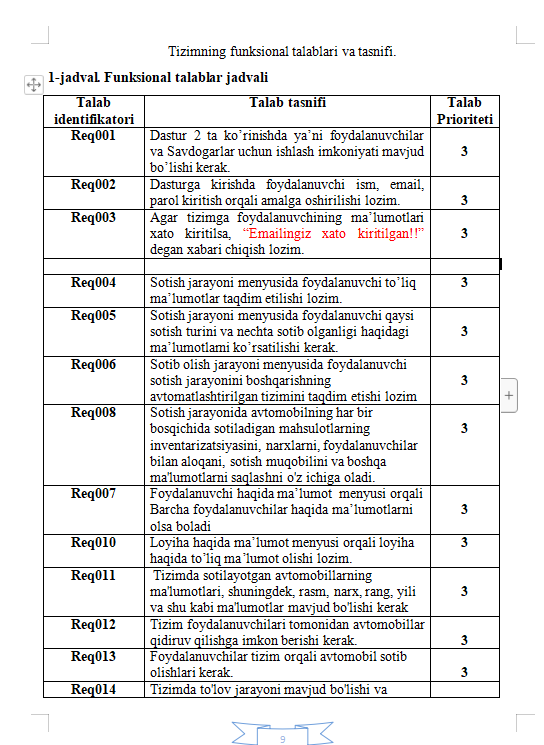 Tizimning funksional talablari va tasnifi.
1-jadval. Funksional talablar jadvali
Talab identifikatori Talab tasnifi Talab Prioriteti
Req001 Dastur 2 ta ko’rinishda ya’ni foydalanuvchilar
va Savdogarlar uchun ishlash imkoniyati mavjud 3
bo’lishi kerak.
Req002 Dasturga kirishda foydalanuvchi ism, email,
parol kiritish orqali amalga oshirilishi lozim. 3
Req003 Agar tizimga foydalanuvchining ma’lumotlari
xato kiritilsa, “Emailingiz xato kiritilgan!!” 3
degan xabari chiqish lozim.
Req004 Sotish jarayoni menyusida foydalanuvchi to’liq 3
ma’lumotlar taqdim etilishi lozim.
Req005 Sotish jarayoni menyusida foydalanuvchi qaysi
sotish turini va nechta sotib olganligi haqidagi 3
ma’lumotlarni ko’rsatilishi kerak.
Req006 Sotib olish jarayoni menyusida foydalanuvchi
sotish jarayonini boshqarishning 3
avtomatlashtirilgan tizimini taqdim etishi lozim
Req008 Sotish jarayonida avtomobilning har bir
bosqichida sotiladigan mahsulotlarning 3
inventarizatsiyasini, narxlarni, foydalanuvchilar
bilan aloqani, sotish muqobilini va boshqa
ma'lumotlarni saqlashni o'z ichiga oladi.
Req007 Foydalanuvchi haqida ma’lumot menyusi orqali
Barcha foydalanuvchilar haqida ma’lumotlarni 3
olsa boladi
Req010 Loyiha haqida ma’lumot menyusi orqali loyiha 3
haqida to’liq ma’lumot olishi lozim.
Req011 Tizimda sotilayotgan avtomobillarning
ma'lumotlari, shuningdek, rasm, narx, rang, yili 3
va shu kabi ma'lumotlar mavjud bo'lishi kerak
Req012 Tizim foydalanuvchilari tomonidan avtomobillar
qidiruv qilishga imkon berishi kerak. 3
Req013 Foydalanuvchilar tizim orqali avtomobil sotib
olishlari kerak. 3
Req014 Tizimda to'lov jarayoni mavjud bo'lishi va
9